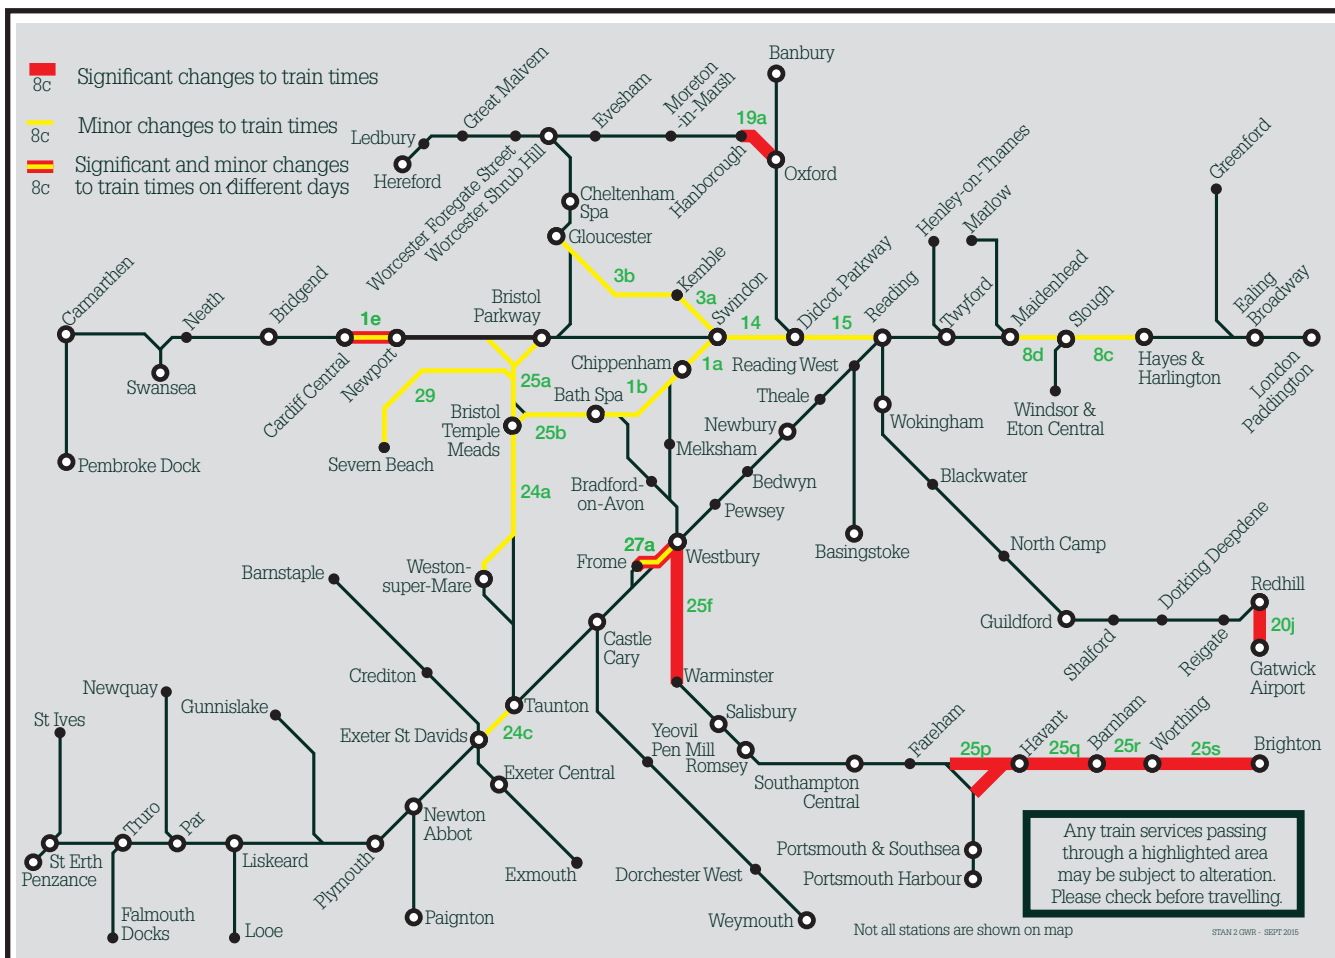 8c
Significant changes to train times
8c
Minor changes to train times
8c
Significant and minor changes
to train times on different days
Banbury
Great Malvern
Evesham
Moreton
-in-Marsh
19a
Ledbury
Hereford
Worcester Foregate Street
Worcester Shrub Hill
Hanborough
Oxford
Cheltenham
Spa
Gloucester
3b
Kemble
3a
Swindon
14
Didcot Parkway
15
Reading
Henley-on-Thames
Marlow
Twyford
Maidenhead
8d
Slough
8c
Hayes &
Harlington
Greenford
Ealing
Broadway
London
Paddington
Windsor &
Eton Central
Carmarthen
Neath
Bridgend
1e
Cardiff Central
Newport
Bristol
Parkway
Swansea
Pembroke Dock
Chippenham
1a
Reading West
29
25a
Bath Spa
1b
Theale
Bristol
Temple
Meads
25b
Severn Beach
Newbury
Wokingham
Melksham
Bedwyn
Blackwater
24a
Bradford-
on-Avon
Pewsey
Basingstoke
North Camp
27a
Westbury
Frome
Dorking Deepdene
Redhill
Barnstaple
Weston-
super-Mare
25f
Guildford
Shalford
Reigate
20j
Gatwick
Airport
Castle
Cary
Crediton
Warminster
Newquay
Gunnislake
St Ives
Taunton
Salisbury
Exeter St Davids
24c
Yeovil
Pen Mill
Romsey
Fareham
25p
Havant
25q
Barnham
25r
Worthing
25s
Brighton
Exeter Central
Southampton
Central
Newton
Abbot
Truro
Par
St Erth
Penzance
Liskeard
Plymouth
Exmouth
Dorchester West
Portsmouth & Southsea
Portsmouth Harbour
Falmouth
Docks
Looe
Paignton
Weymouth
Any train services passing
through a highlighted area
may be subject to alteration.
Please check before travelling.
Not all stations are shown on map
STAN 2 GWR - SEPT 2015